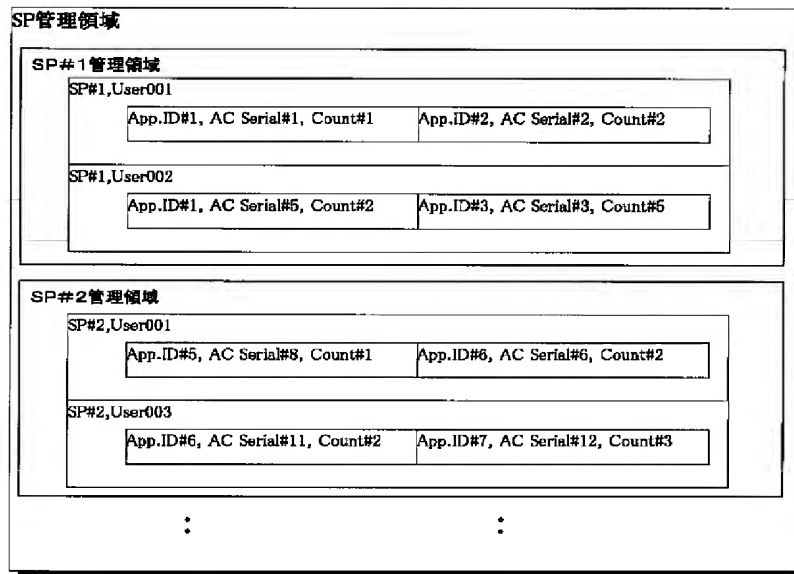 SP管理領域
SP#1管理領域
SP#1,User001
App.ID#1, AC Serial#1, Count#1 App.ID#2, AC Serial#2, Count#2
SP#1,User002
App.ID#1, AC Serial#5, Count#2 App.ID#3, AC Serial#3, Count#5
SP#2管理領域
SP#2,User001
App.ID#5, AC Serial#8, Count#1 App.ID#6, AC Serial#6, Count#2
SP#2,User003
App.ID#6, AC Serial#11, Count#2 App.ID#7, AC Serial#12, Count#3
: :